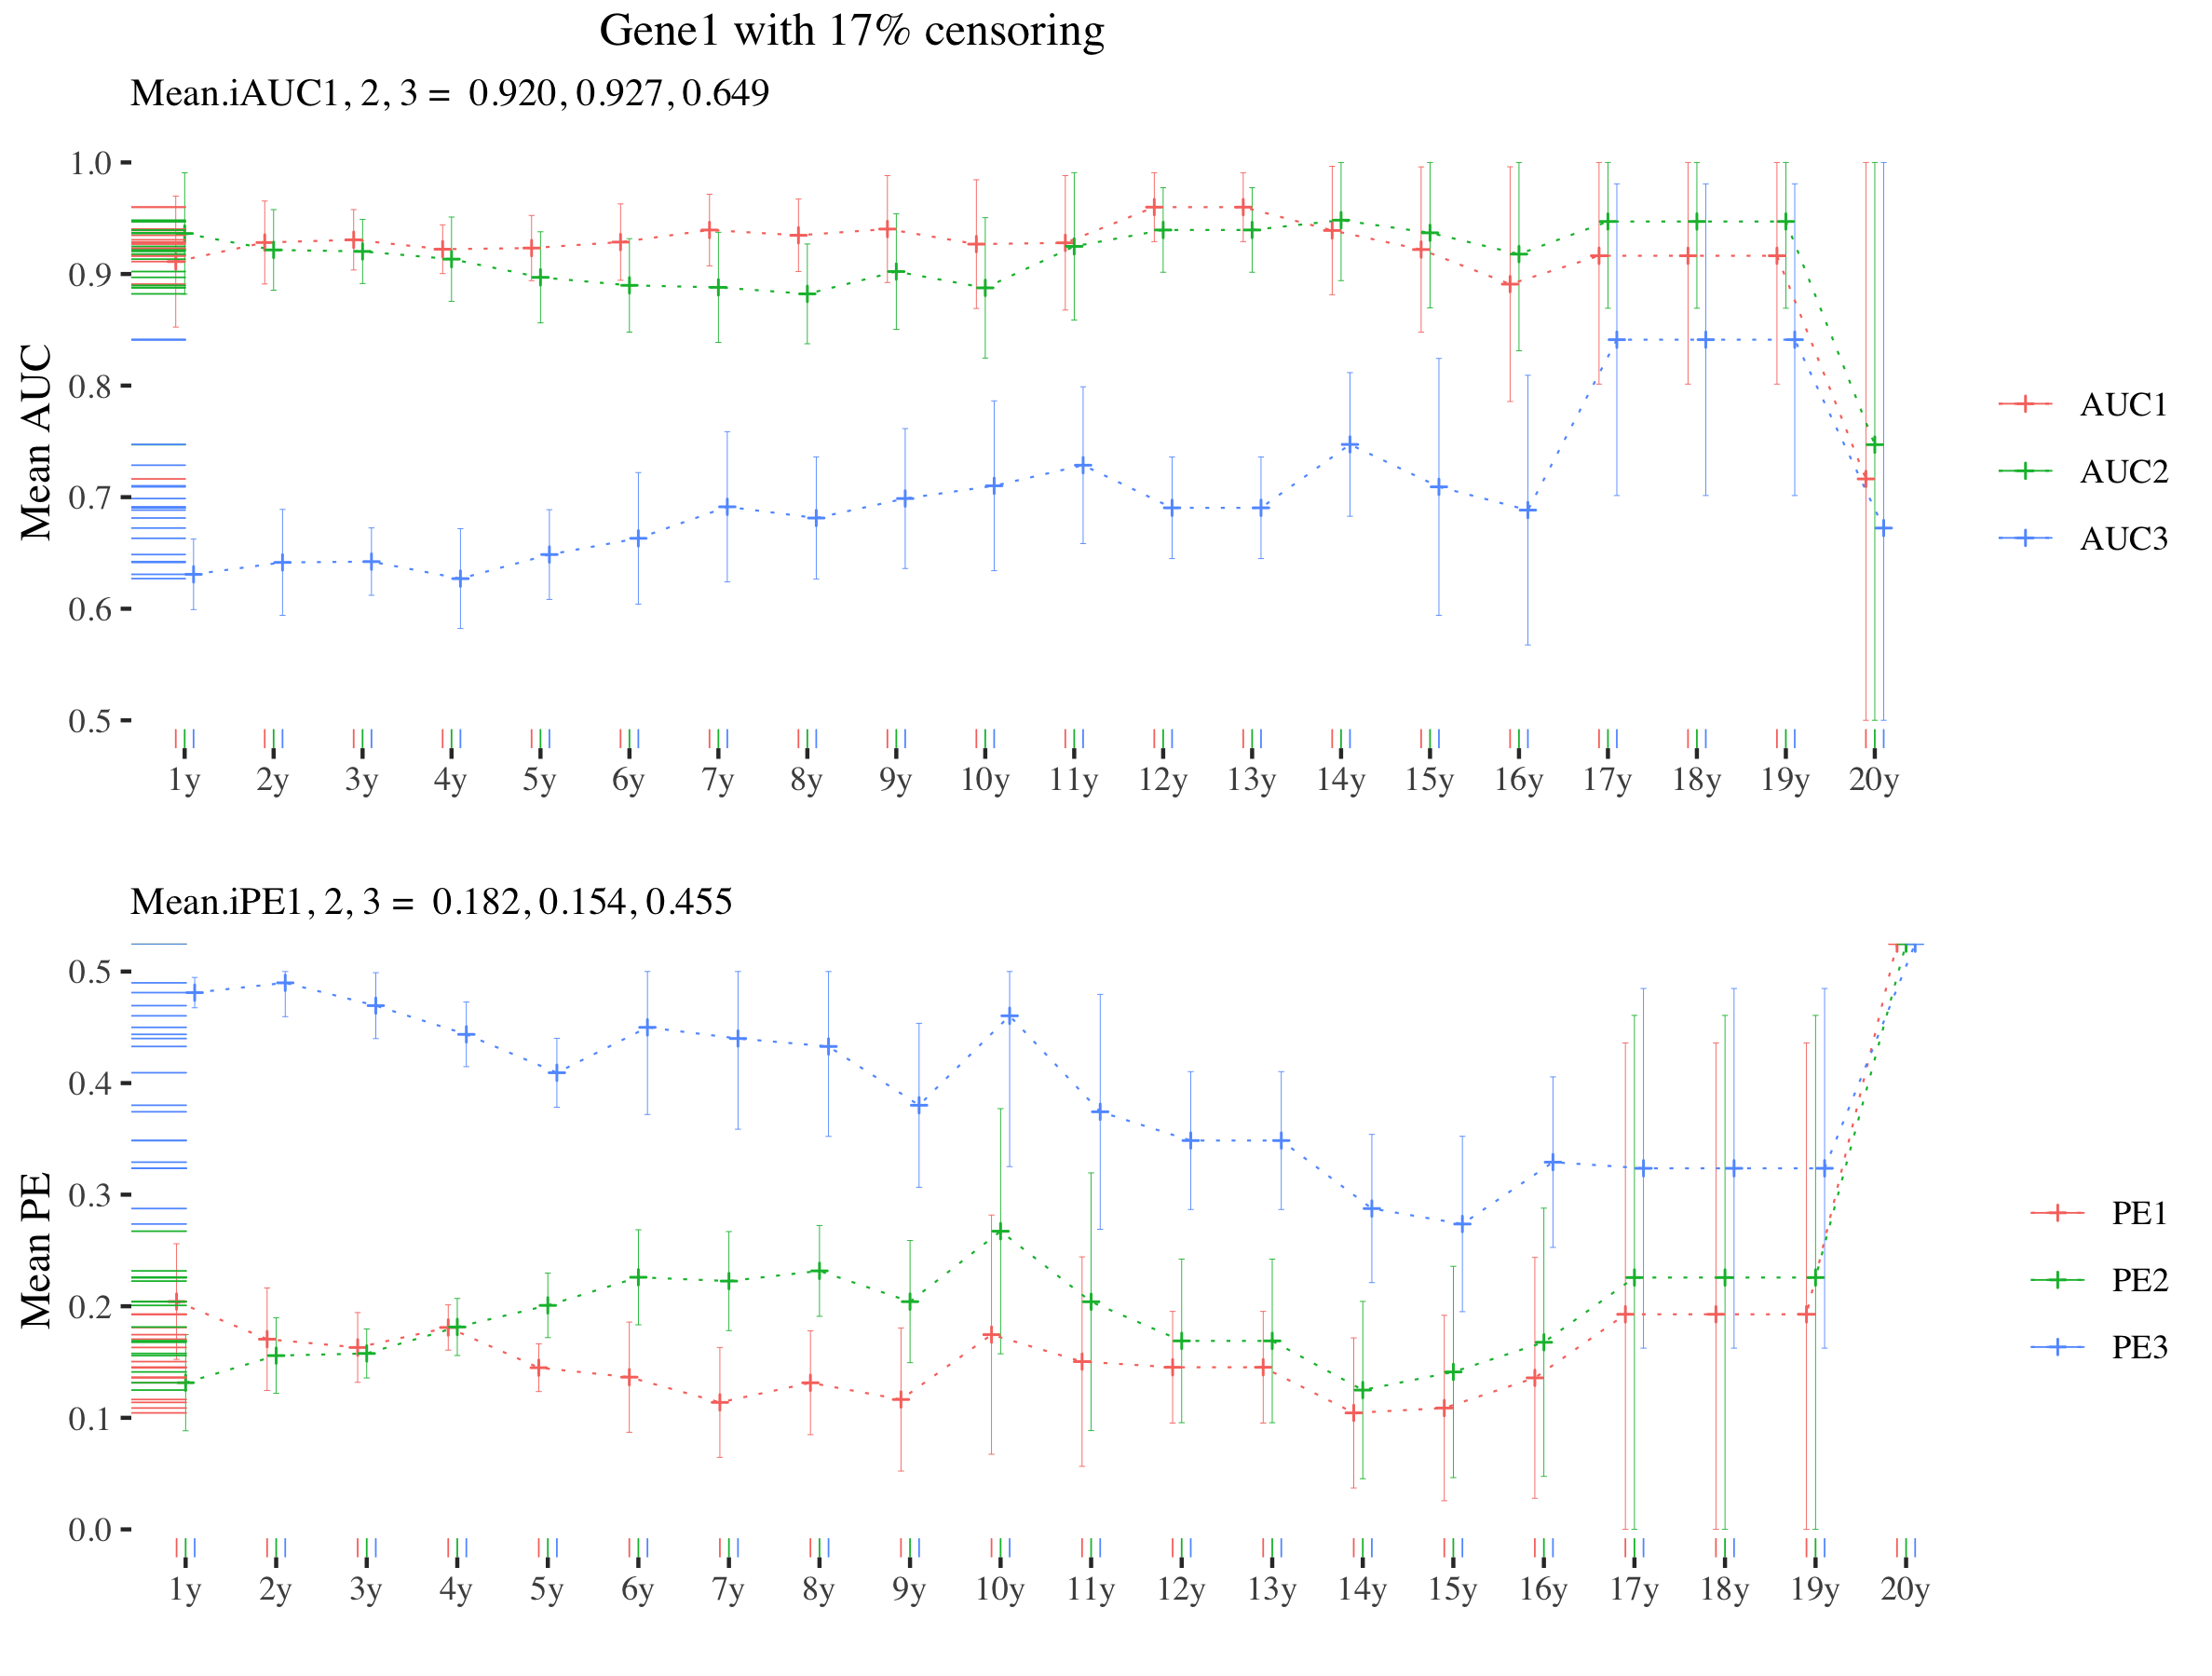 Gene1 with 17% censoring
Mean.iAUC1, 2, 3 = 0.920, 0.927, 0.649
Mean AUC
1.0
0.9
0.8
0.7
0.6
0.5
1y 2y 3y 4y 5y 6y 7y 8y 9y 10y 11y 12y 13y 14y 15y 16y 17y 18y 19y 20y
AUC1
AUC2
AUC3
Mean.iPE1, 2, 3 = 0.182, 0.154, 0.455
Mean PE
0.5
0.4
0.3
0.2
0.1
0.0
1y 2y 3y 4y 5y 6y 7y 8y 9y 10y 11y 12y 13y 14y 15y 16y 17y 18y 19y 20y
PE1
PE2
PE3